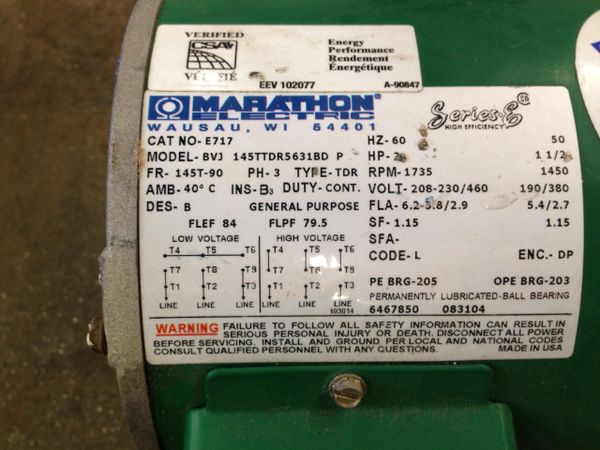 VERIFIED
CSA
VÉRIFIÉ
Energy
Performance
Rendement
Énergétique
EEV 102077 A-90847
MARATHON
ELECTRIC
WAUSAU, WI 54401
Series-E
HIGH EFFICIENCY
CAT NO- E717 HZ-60 50
MODEL- BVJ 145TTDR5631BD P HP- 1 1/2
FR- 145T-90 PH- 3 TYPE-TDR RPM-1735 1450
AMB-40°C INS-B3 DUTY-CONT. VOLT-208-230/460 190/380
DES- B GENERAL PURPOSE FLA-6.2-5.8/2.9 5.4/2.7
FLEF 84 FLPF 79.5 SF-1.15 1.15
LOW VOLTAGE HIGH VOLTAGE SFA-
T4 T5 T6 T4 T5 T6 CODE-L ENC.- DP
T7 T8 T9 T7 T8 T9
T1 T2 T3 T1 T2 T3
PE BRG-205 OPE BRG-203
PERMANENTLY LUBRICATED-BALL BEARING
LINE LINE LINE LINE LINE LINE
103014
6467850 083104
WARNING FAILURE TO FOLLOW ALL SAFETY INFORMATION CAN RESULT IN
SERIOUS PERSONAL INJURY OR DEATH. DISCONNECT ALL POWER
BEFORE SERVICING. INSTALL AND GROUND PER LOCAL AND NATIONAL CODES
CONSULT QUALIFIED PERSONNEL WITH ANY QUESTIONS. MADE IN USA